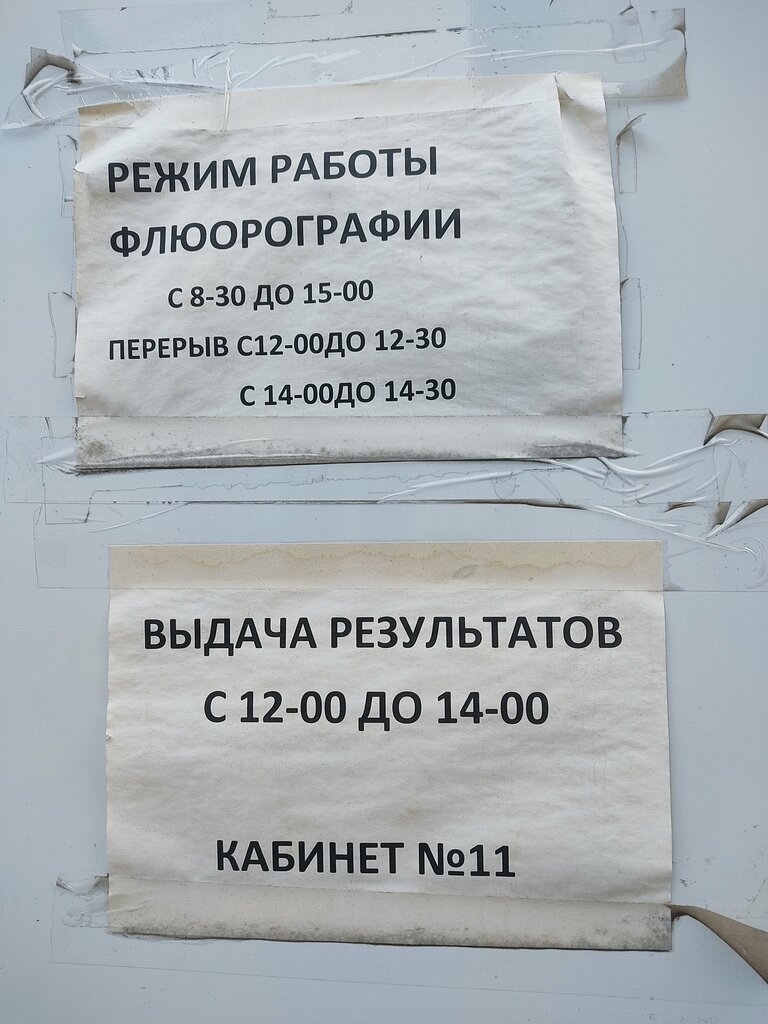 РЕЖИМ РАБОТЫ
ФЛЮОРОГРАФИИ
С 8-30 ДО 15-00
ПЕРЕРЫВ С12-00ДО 12-30
С 14-00ДО 14-30
ВЫДАЧА РЕЗУЛЬТАТОВ
С 12-00 ДО 14-00
КАБИНЕТ №11